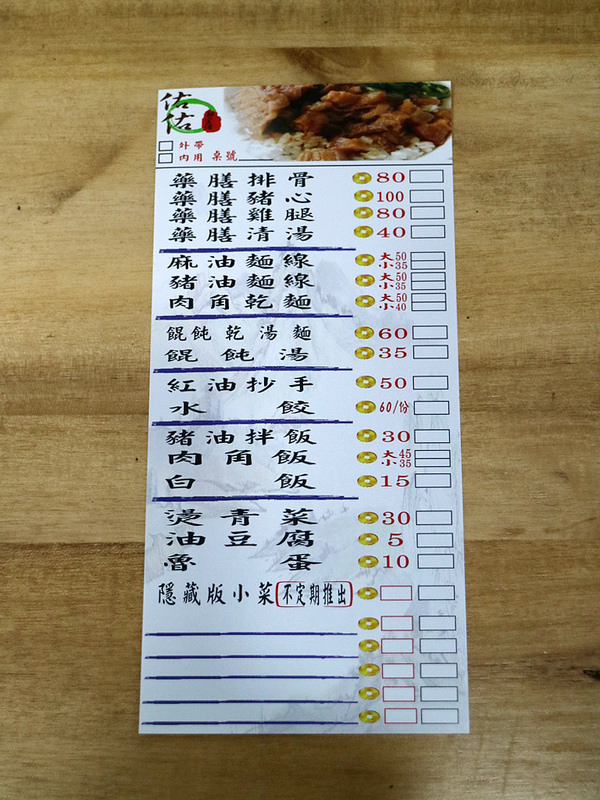 佑佑
外帶
內用 桌號
藥膳排骨 80
藥膳豬心 100
藥膳雞腿 80
藥膳清湯 40
麻油麵線 大50 小35
豬油麵線 大50 小35
肉角乾麵 大50 小40
餛飩乾湯麵 60
餛飩湯 35
紅油抄手 50
水餃 60/份
豬油拌飯 30
肉角飯 大45 小35
白飯 15
燙青菜 30
油豆腐 5
魯蛋 10
隱藏版小菜 不定期推出